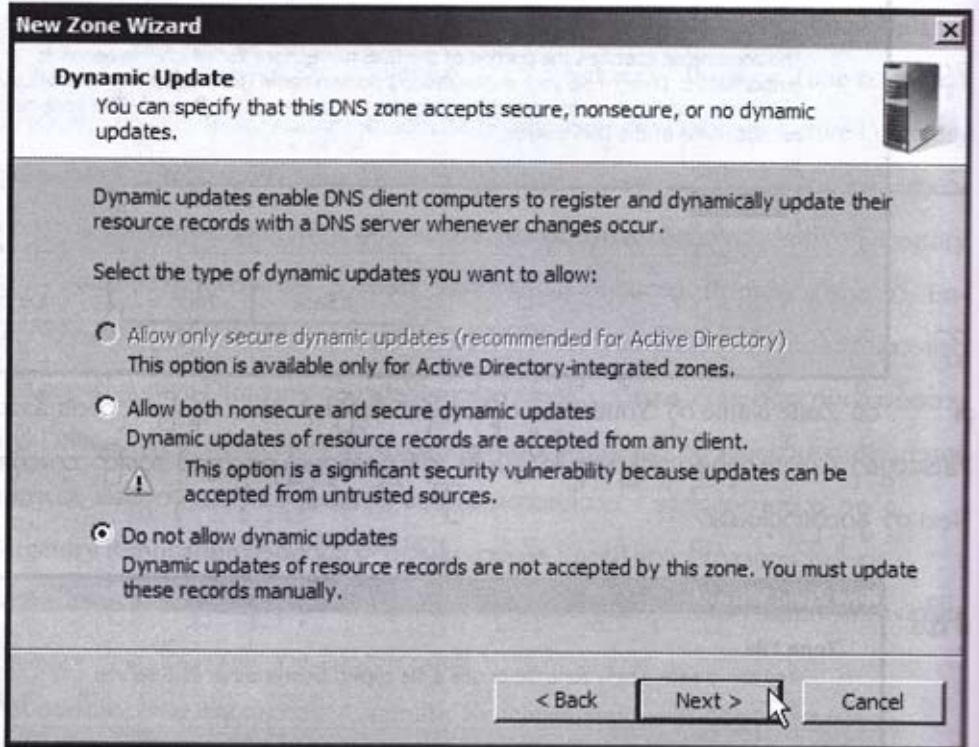 New Zone Wizard
Dynamic Update
You can specify that this DNS zone accepts secure, nonsecure, or no dynamic
updates.
Dynamic updates enable DNS client computers to register and dynamically update their
resource records with a DNS server whenever changes occur.
Select the type of dynamic updates you want to allow:
Allow only secure dynamic updates (recommended for Active Directory)
This option is available only for Active Directory-integrated zones.
Allow both nonsecure and secure dynamic updates
Dynamic updates of resource records are accepted from any client.
This option is a significant security vulnerability because updates can be
accepted from untrusted sources.
Do not allow dynamic updates
Dynamic updates of resource records are not accepted by this zone. You must update
these records manually.
< Back
Next >
Cancel